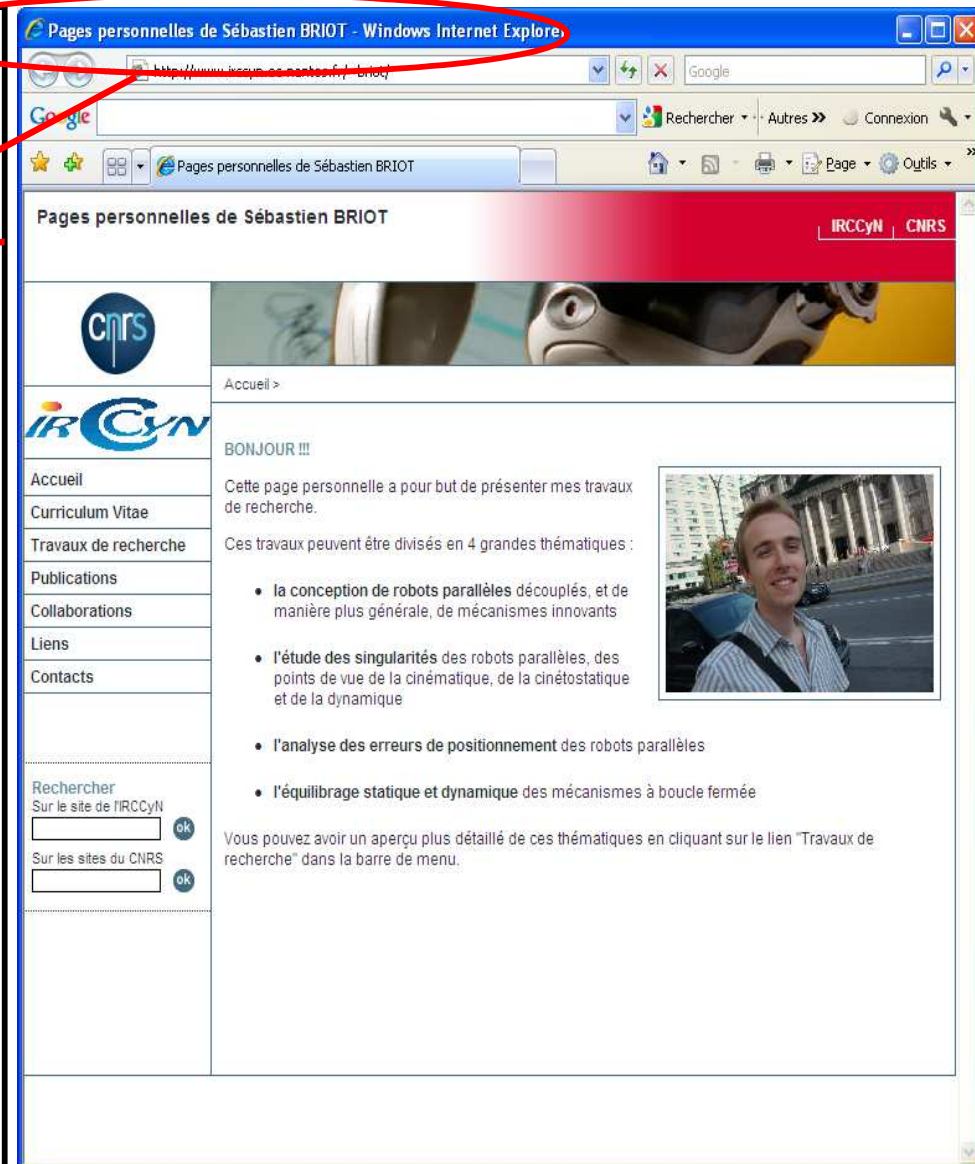 Pages personnelles de Sébastien BRIOT - Windows Internet Explorer
Google
Google
Rechercher
Autres
Connexion
Pages personnelles de Sébastien BRIOT
Page
Outils
Pages personnelles de Sébastien BRIOT
IRCCyN
CNRS
cnrs
IRCCyN
Accueil >
Accueil
Curriculum Vitae
Travaux de recherche
Publications
Collaborations
Liens
Contacts
Rechercher
Sur le site de l'IRCCyN
ok
Sur les sites du CNRS
ok
BONJOUR !!!
Cette page personnelle a pour but de présenter mes travaux
de recherche.
Ces travaux peuvent être divisés en 4 grandes thématiques :
• la conception de robots parallèles découplés, et de
manière plus générale, de mécanismes innovants
• l'étude des singularités des robots parallèles, des
points de vue de la cinématique, de la cinétostatique
et de la dynamique
• l'analyse des erreurs de positionnement des robots parallèles
• l'équilibrage statique et dynamique des mécanismes à boucle fermée
Vous pouvez avoir un aperçu plus détaillé de ces thématiques en cliquant sur le lien "Travaux de
recherche" dans la barre de menu.